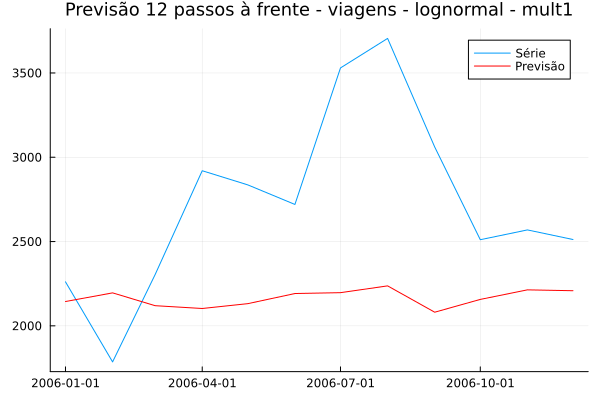 Previsão 12 passos à frente - viagens - lognormal - mult1
Série
Previsão
3500
3000
2500
2000
2006-01-01
2006-04-01
2006-07-01
2006-10-01